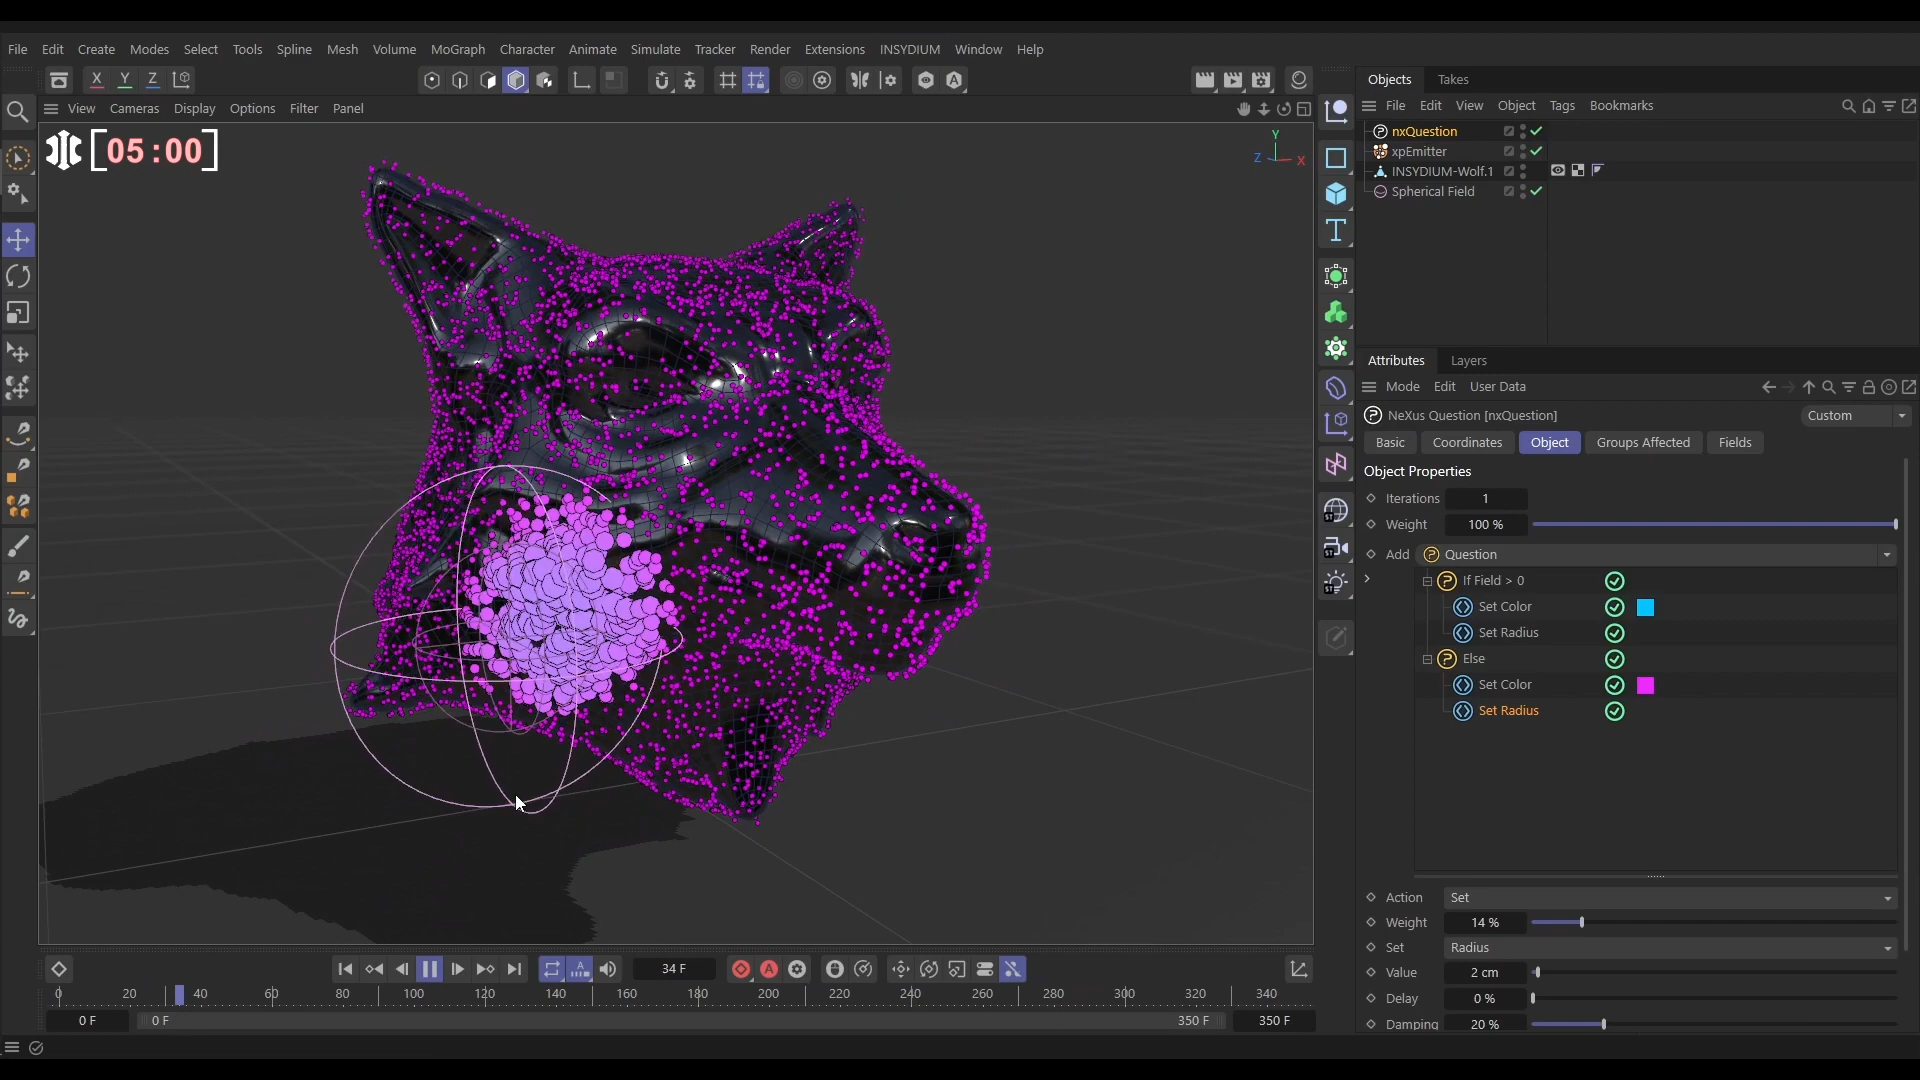 File Edit Create Modes Select Tools Spline Mesh Volume MoGraph Character Animate Simulate Tracker Render Extensions INSYDIUM Window Help
X Y Z
View Cameras Display Options Filter Panel
[05:00]
Y
Z X
Objects Takes
File Edit View Object Tags Bookmarks
nxQuestion
xpEmitter
INSYDIUM-Wolf.1
Spherical Field
Attributes Layers
Mode Edit User Data
NeXus Question [nxQuestion] Custom
Basic Coordinates Object Groups Affected Fields
Object Properties
Iterations 1
Weight 100 %
Add Question
If Field > 0
Set Color
Set Radius
Else
Set Color
Set Radius
Action Set
Weight 14 %
Set Radius
Value 2 cm
Delay 0 %
Damping 20 %
34 F
0 20 40 60 80 100 120 140 160 180 200 220 240 260 280 300 320 340
0 F 0 F 350 F 350 F